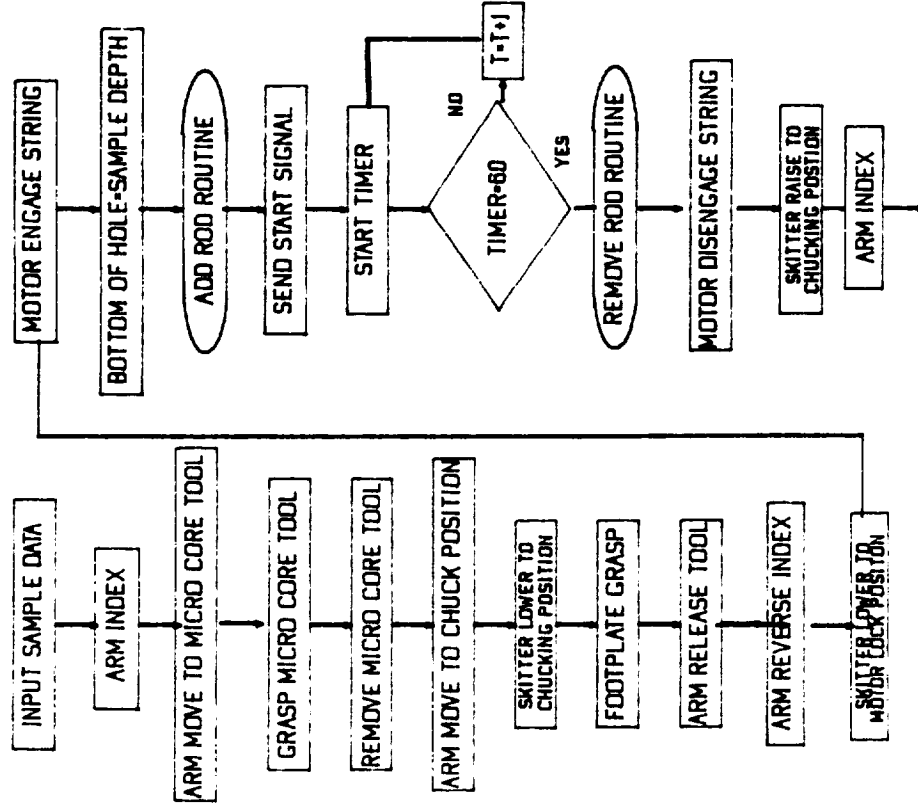 INPUT SAMPLE DATA
ARM INDEX
ARM MOVE TO MICRO CORE TOOL
GRASP MICRO CORE TOOL
REMOVE MICRO CORE TOOL
ARM MOVE TO CHUCK POSITION
SKITTER LOWER TO
CHUCKING POSITION
FOOTPLATE GRASP
ARM RELEASE TOOL
ARM REVERSE INDEX
SKITTER LOWER TO
MOTOR LOCK POSITION
MOTOR ENGAGE STRING
BOTTOM OF HOLE=SAMPLE DEPTH
ADD ROD ROUTINE
SEND START SIGNAL
START TIMER
TIMER=60
NO
T=T+1
YES
REMOVE ROD ROUTINE
MOTOR DISENGAGE STRING
SKITTER RAISE TO
CHUCKING POSTION
ARM INDEX